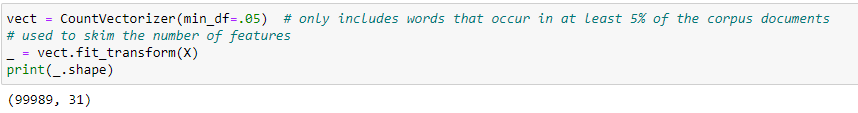 vect = CountVectorizer(min_df=.05)  # only includes words that occur in at least 5% of the corpus documents
# used to skim the number of features
_ = vect.fit_transform(X)
print(_.shape)
(99989, 31)